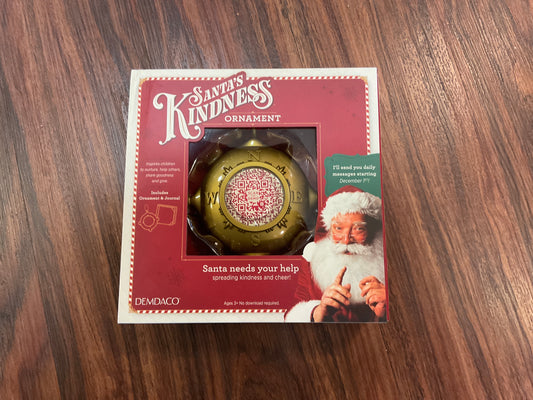 SANTA'S
KINDNESS
ORNAMENT
Inspires children
to nurture, help others,
share goodness
and give.
Includes
Ornament & Journal
I'll send you daily
messages starting
December 1st!
N
W
E
S
Santa needs your help
spreading kindness and cheer!
DEMDACO
Ages 3+ No download required.